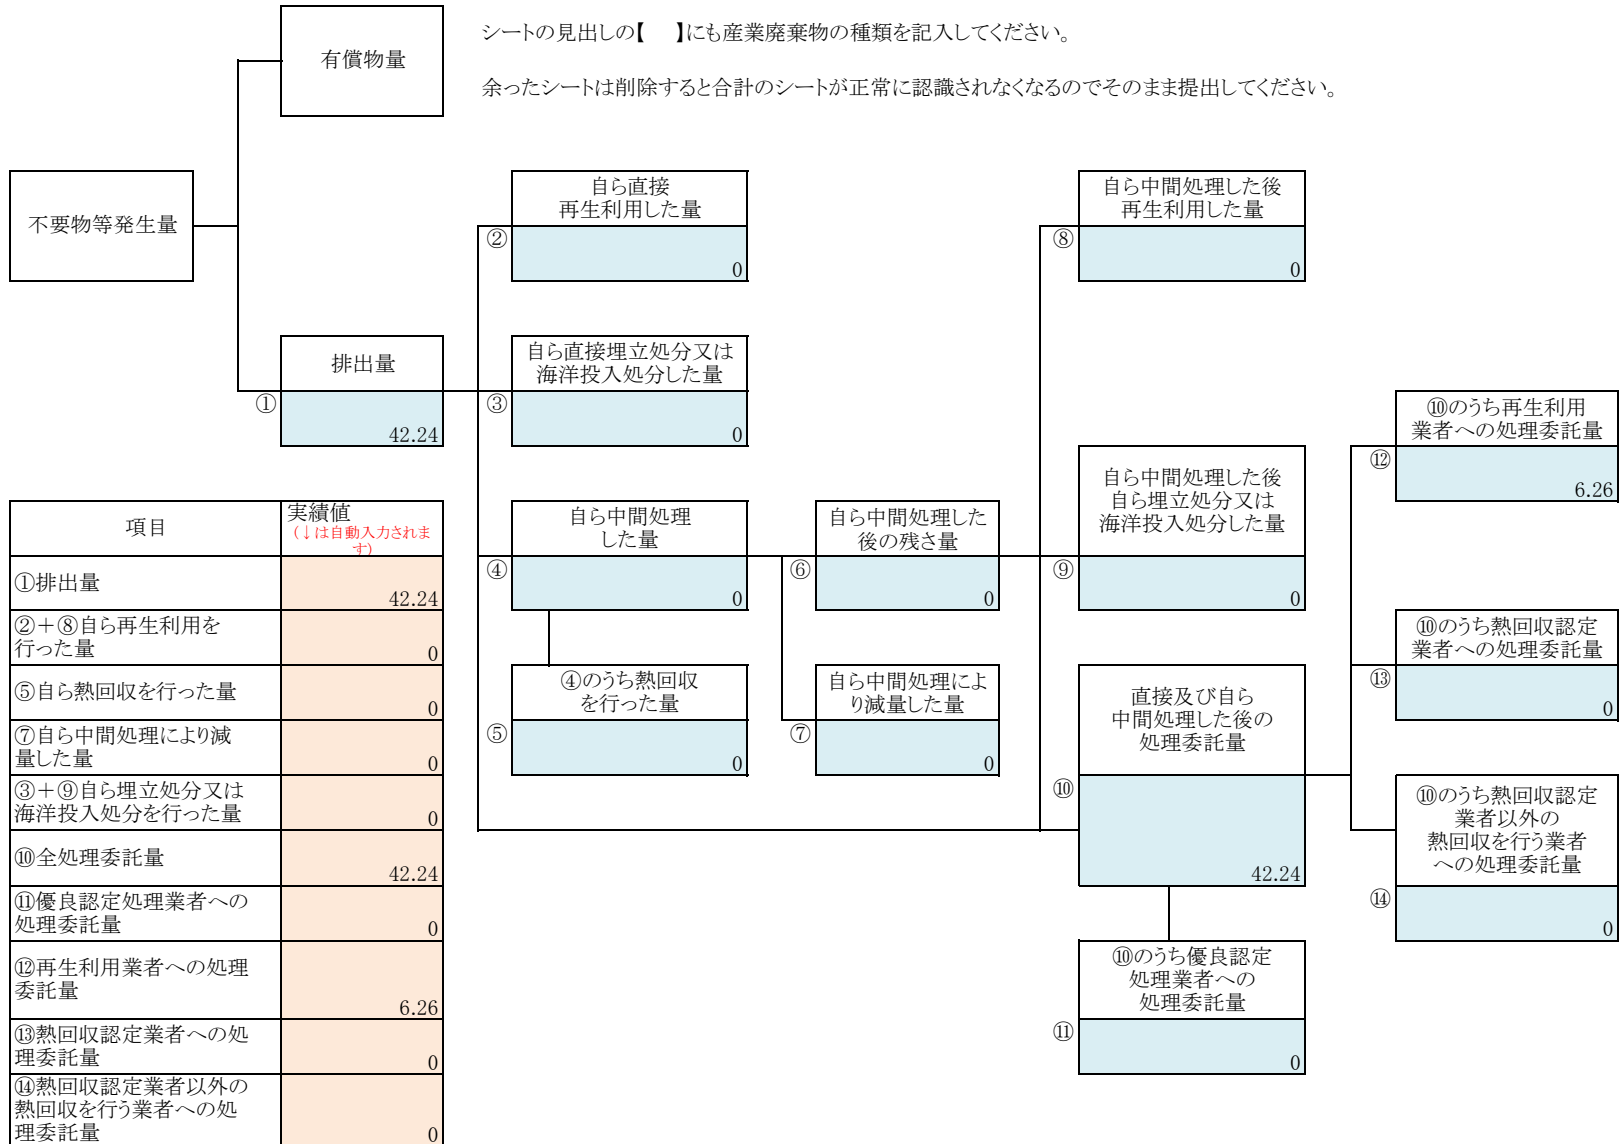 有償物量
シートの見出しの【　】にも産業廃棄物の種類を記入してください。
余ったシートは削除すると合計のシートが正常に認識されなくなるのでそのまま提出してください。
不要物等発生量
自ら直接
再生利用した量
②
0
自ら中間処理した後
再生利用した量
⑧
0
排出量
①
42.24
自ら直接埋立処分又は
海洋投入処分した量
③
0
⑩のうち再生利用
業者への処理委託量
⑫
6.26
自ら中間処理
した量
④
0
自ら中間処理した
後の残さ量
⑥
0
自ら中間処理した後
自ら埋立処分又は
海洋投入処分した量
⑨
0
⑩のうち熱回収認定
業者への処理委託量
⑬
0
④のうち熱回収
を行った量
⑤
0
自ら中間処理によ
り減量した量
⑦
0
直接及び自ら
中間処理した後の
処理委託量
⑩
42.24
⑩のうち熱回収認定
業者以外の
熱回収を行う業者
への処理委託量
⑭
0
⑩のうち優良認定
処理業者への
処理委託量
⑪
0
項目
実績値
(↓は自動入力されま
す)
①排出量
42.24
②＋⑧自ら再生利用を
行った量
0
⑤自ら熱回収を行った量
0
⑦自ら中間処理により減
量した量
0
③＋⑨自ら埋立処分又は
海洋投入処分を行った量
0
⑩全処理委託量
42.24
⑪優良認定処理業者への
処理委託量
0
⑫再生利用業者への処理
委託量
6.26
⑬熱回収認定業者への処
理委託量
0
⑭熱回収認定業者以外の
熱回収を行う業者への処
理委託量
0